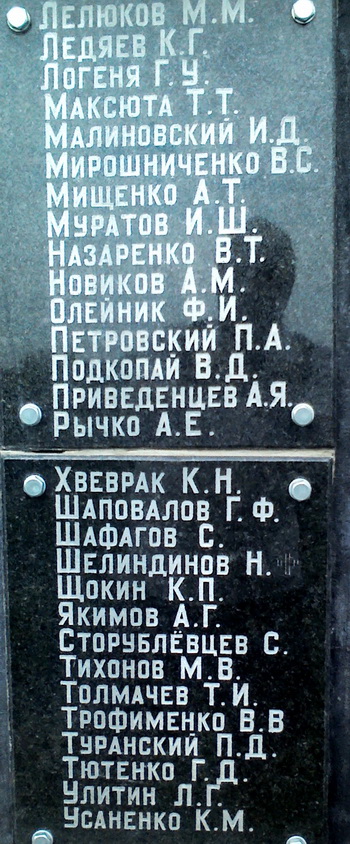 Лелюков М.М.
Ледяев К.Г.
Логеня Г.У.
Максюта Т.Т.
Малиновский И.Д.
Мирошниченко В.С.
Мищенко А.Т.
Муратов И.Ш.
Назаренко В.Т.
Новиков А.М.
Олейник Ф.И.
Петровский П.А.
Подкопай В.Д.
Приведенцев А.Я.
Рычко А.Е.
Хвеврак К.Н.
Шаповалов Г.Ф.
Шафагов С.
Шелиндинов Н.
Щокин К.П.
Якимов А.Г.
Сторублёвцев С.
Тихонов М.В.
Толмачев Т.И.
Трофименко В.В
Туранский П.Д.
Тютенко Г.Д.
Улитин Л.Г.
Усаненко К.М.